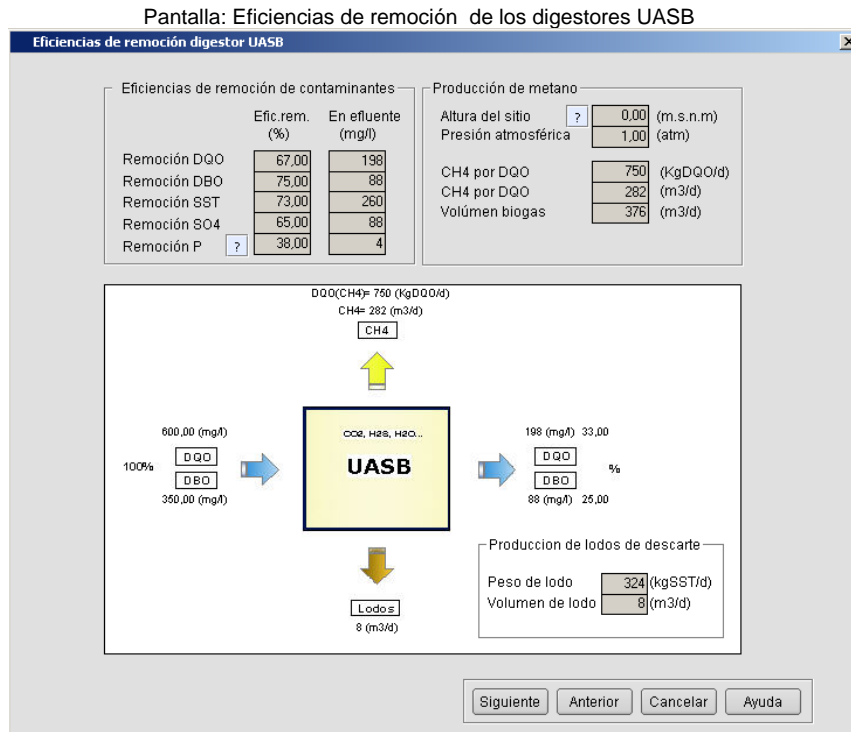 Pantalla: Eficiencias de remoción de los digestores UASB
Eficiencias de remoción digestor UASB
Eficiencias de remoción de contaminantes
Efic.rem. En efluente
(%) (mg/l)
Remoción DQO 67,00 198
Remoción DBO 75,00 88
Remoción SST 73,00 260
Remoción SO4 65,00 88
Remoción P ? 38,00 4
Producción de metano
Altura del sitio ? 0,00 (m.s.n.m)
Presión atmosférica 1,00 (atm)
CH4 por DQO 750 (KgDQO/d)
CH4 por DQO 282 (m3/d)
Volúmen biogas 376 (m3/d)
DQO(CH4)= 750 (KgDQO/d)
CH4= 282 (m3/d)
CH4
600,00 (mg/l)
100% DQO
DBO
350,00 (mg/l)
CO2, H2S, H2O...
UASB
198 (mg/l) 33,00
DQO
%
DBO
88 (mg/l) 25,00
Lodos
8 (m3/d)
Produccion de lodos de descarte
Peso de lodo 324 (kgSST/d)
Volumen de lodo 8 (m3/d)
Siguiente Anterior Cancelar Ayuda